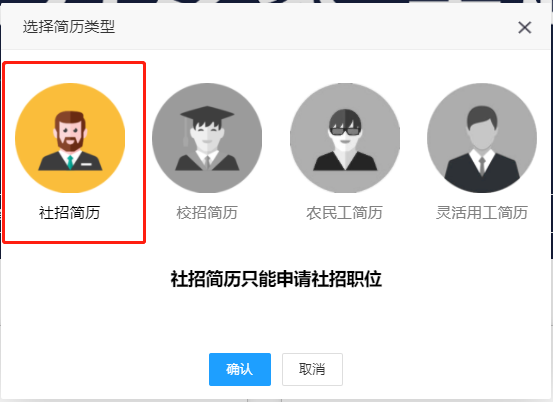 选择简历类型
社招简历
校招简历
农民工简历
灵活用工简历
社招简历只能申请社招职位
确认
取消